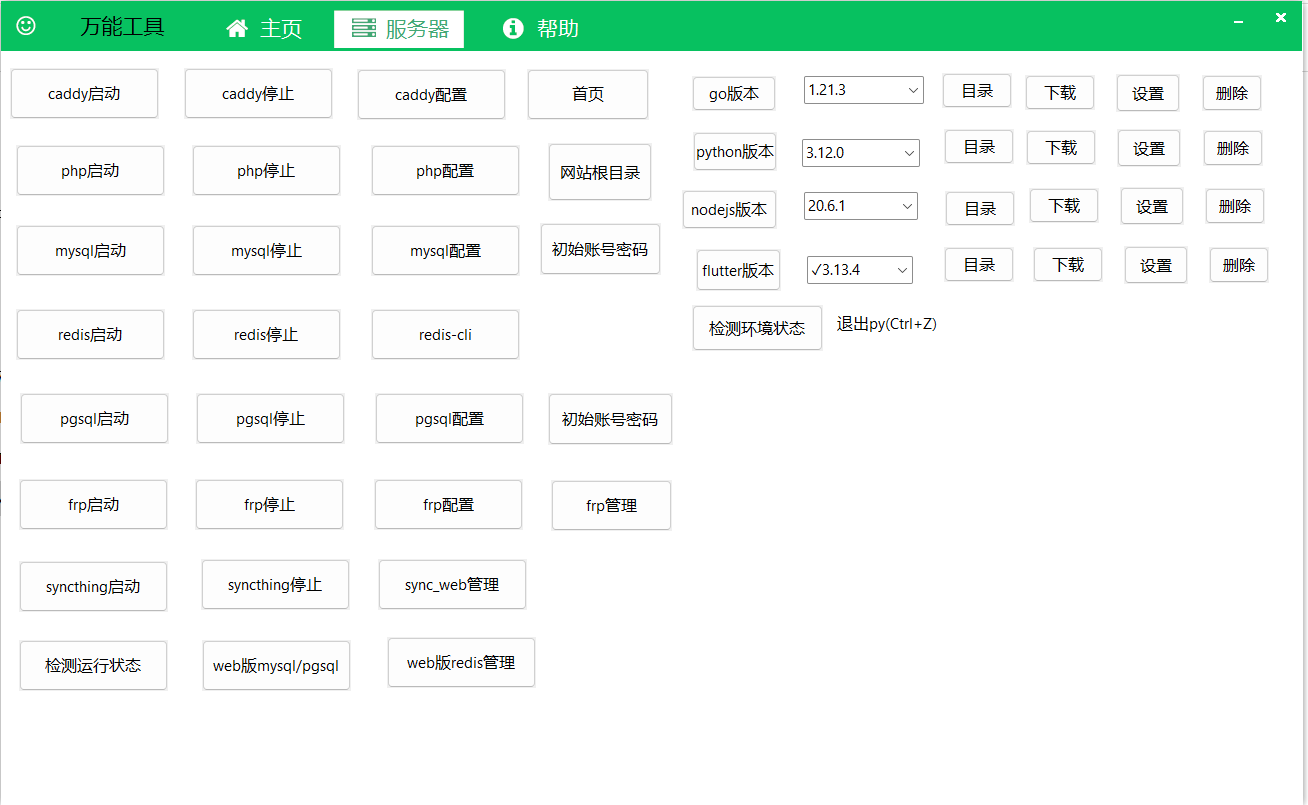 万能工具 主页 服务器 帮助
caddy启动 caddy停止 caddy配置 首页
php启动 php停止 php配置 网站根目录
mysql启动 mysql停止 mysql配置 初始账号密码
redis启动 redis停止 redis-cli
pgsql启动 pgsql停止 pgsql配置 初始账号密码
frp启动 frp停止 frp配置 frp管理
syncthing启动 syncthing停止 sync_web管理
检测运行状态 web版mysql/pgsql web版redis管理
go版本 1.21.3 目录 下载 设置 删除
python版本 3.12.0 目录 下载 设置 删除
nodejs版本 20.6.1 目录 下载 设置 删除
flutter版本 ✓3.13.4 目录 下载 设置 删除
检测环境状态 退出py(Ctrl+Z)